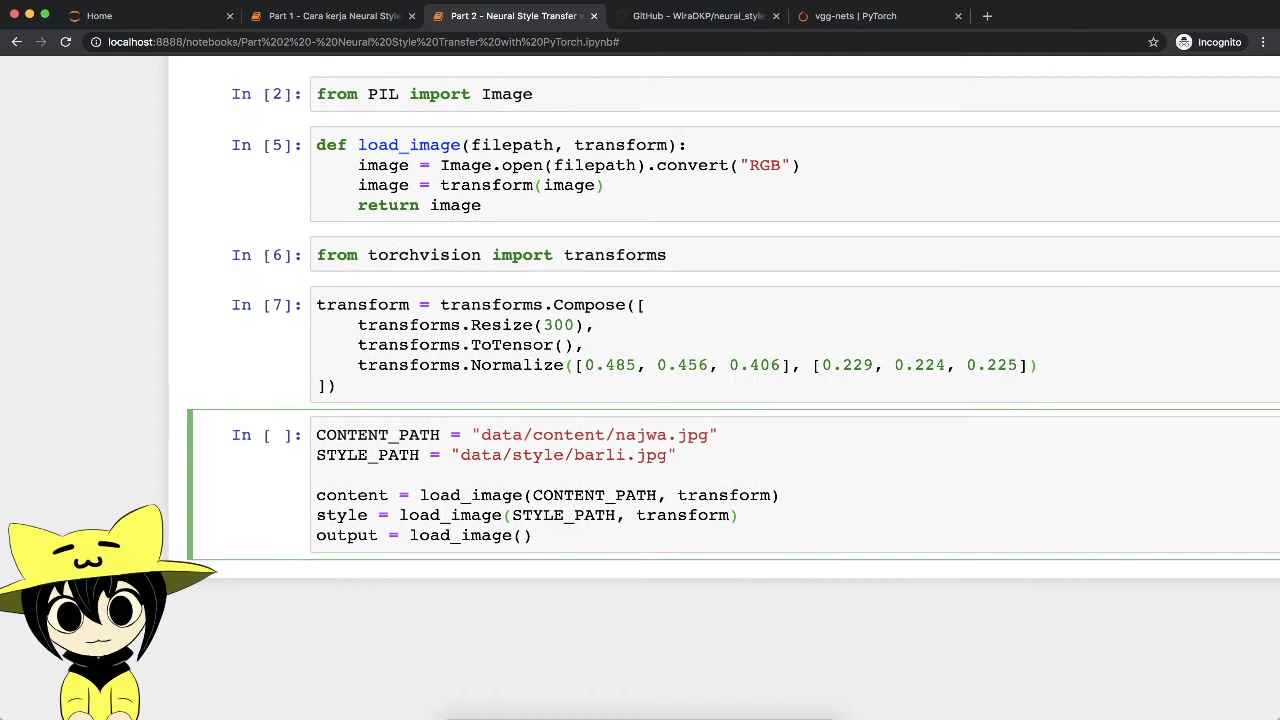 Home
Part 1 - Cara kerja Neural Style
Part 2 - Neural Style Transfer w
GitHub - WiraDKP/neural_style
vgg-nets | PyTorch
localhost:8888/notebooks/Part%202%20-%20Neural%20Style%20Transfer%20with%20PyTorch.ipynb#
Incognito
In [2]: from PIL import Image
In [5]: def load_image(filepath, transform):
image = Image.open(filepath).convert("RGB")
image = transform(image)
return image
In [6]: from torchvision import transforms
In [7]: transform = transforms.Compose([
transforms.Resize(300),
transforms.ToTensor(),
transforms.Normalize([0.485, 0.456, 0.406], [0.229, 0.224, 0.225])
])
In [ ]: CONTENT_PATH = "data/content/najwa.jpg"
STYLE_PATH = "data/style/barli.jpg"
content = load_image(CONTENT_PATH, transform)
style = load_image(STYLE_PATH, transform)
output = load_image()